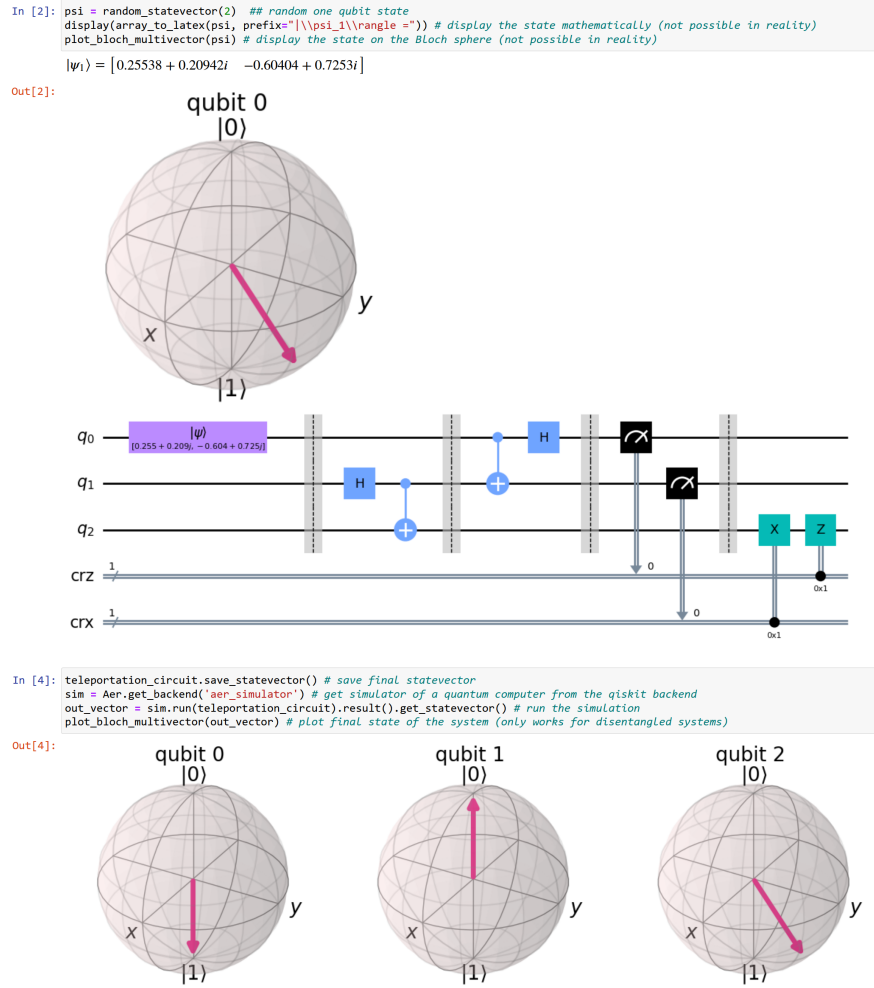 In [2]: psi = random_statevector(2)  ## random one qubit state
display(array_to_latex(psi, prefix="|\\psi_1\\rangle =")) # display the state mathematically (not possible in reality)
plot_bloch_multivector(psi) # display the state on the Bloch sphere (not possible in reality)
|ψ₁⟩ = [0.25538 + 0.20942i   −0.60404 + 0.7253i]
Out[2]:
qubit 0
|0⟩
y
x
|1⟩
q₀ |ψ⟩ H
[0.255 + 0.209j, −0.604 + 0.725j]
q₁ H
q₂ X Z
crz 1 0
0x1
crx 1 0
0x1
In [4]: teleportation_circuit.save_statevector() # save final statevector
sim = Aer.get_backend('aer_simulator') # get simulator of a quantum computer from the qiskit backend
out_vector = sim.run(teleportation_circuit).result().get_statevector() # run the simulation
plot_bloch_multivector(out_vector) # plot final state of the system (only works for disentangled systems)
Out[4]:
qubit 0 qubit 1 qubit 2
|0⟩ |0⟩ |0⟩
y y y
x x x
|1⟩ |1⟩ |1⟩